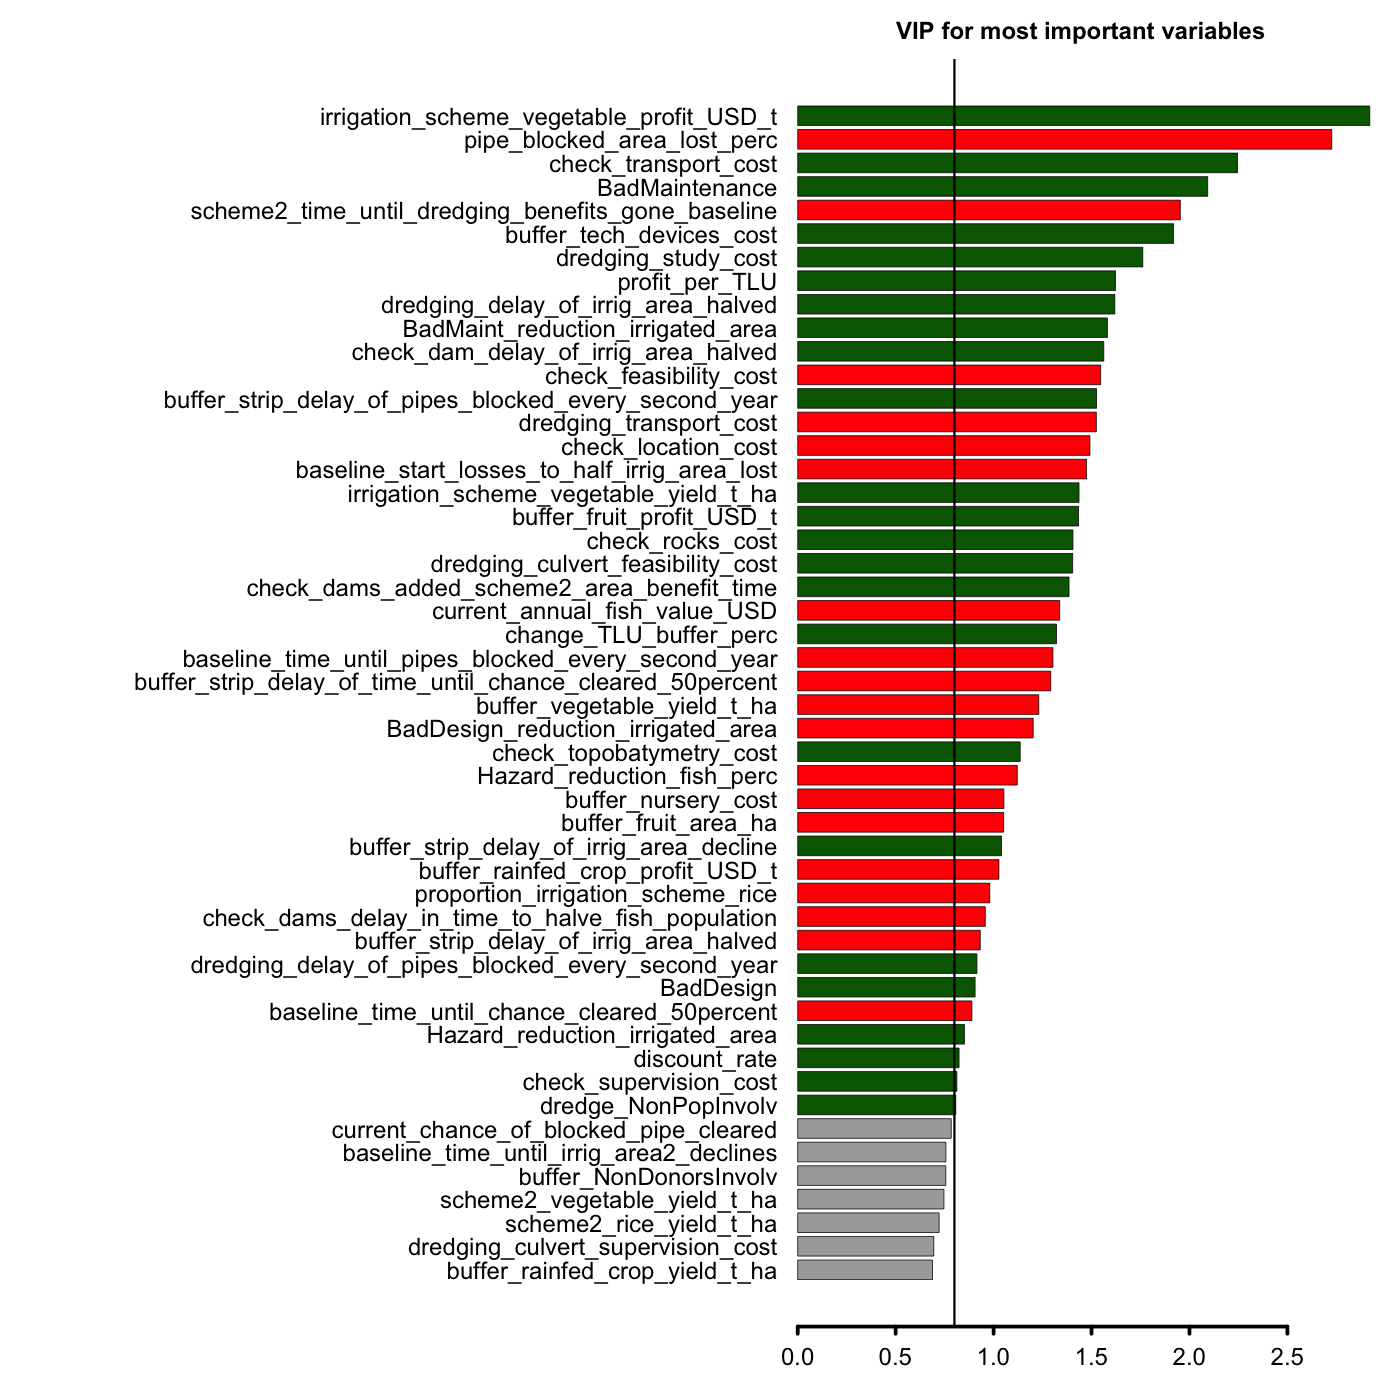 VIP for most important variables
irrigation_scheme_vegetable_profit_USD_t
pipe_blocked_area_lost_perc
check_transport_cost
BadMaintenance
scheme2_time_until_dredging_benefits_gone_baseline
buffer_tech_devices_cost
dredging_study_cost
profit_per_TLU
dredging_delay_of_irrig_area_halved
BadMaint_reduction_irrigated_area
check_dam_delay_of_irrig_area_halved
check_feasibility_cost
buffer_strip_delay_of_pipes_blocked_every_second_year
dredging_transport_cost
check_location_cost
baseline_start_losses_to_half_irrig_area_lost
irrigation_scheme_vegetable_yield_t_ha
buffer_fruit_profit_USD_t
check_rocks_cost
dredging_culvert_feasibility_cost
check_dams_added_scheme2_area_benefit_time
current_annual_fish_value_USD
change_TLU_buffer_perc
baseline_time_until_pipes_blocked_every_second_year
buffer_strip_delay_of_time_until_chance_cleared_50percent
buffer_vegetable_yield_t_ha
BadDesign_reduction_irrigated_area
check_topobatymetry_cost
Hazard_reduction_fish_perc
buffer_nursery_cost
buffer_fruit_area_ha
buffer_strip_delay_of_irrig_area_decline
buffer_rainfed_crop_profit_USD_t
proportion_irrigation_scheme_rice
check_dams_delay_in_time_to_halve_fish_population
buffer_strip_delay_of_irrig_area_halved
dredging_delay_of_pipes_blocked_every_second_year
BadDesign
baseline_time_until_chance_cleared_50percent
Hazard_reduction_irrigated_area
discount_rate
check_supervision_cost
dredge_NonPopInvolv
current_chance_of_blocked_pipe_cleared
baseline_time_until_irrig_area2_declines
buffer_NonDonorsInvolv
scheme2_vegetable_yield_t_ha
scheme2_rice_yield_t_ha
dredging_culvert_supervision_cost
buffer_rainfed_crop_yield_t_ha
0.0 0.5 1.0 1.5 2.0 2.5